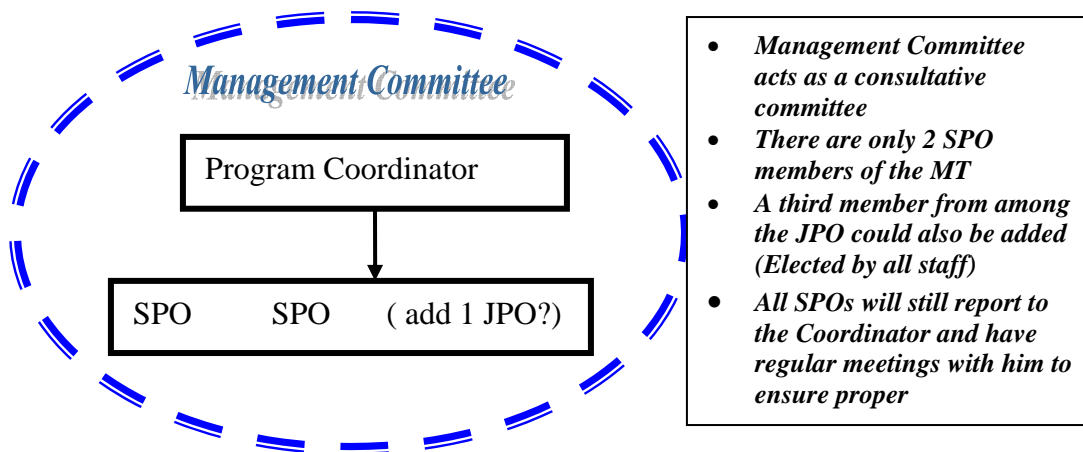 Management Committee
Program Coordinator
SPO SPO ( add 1 JPO?)
• Management Committee
acts as a consultative
committee
• There are only 2 SPO
members of the MT
• A third member from among
the JPO could also be added
(Elected by all staff)
• All SPOs will still report to
the Coordinator and have
regular meetings with him to
ensure proper